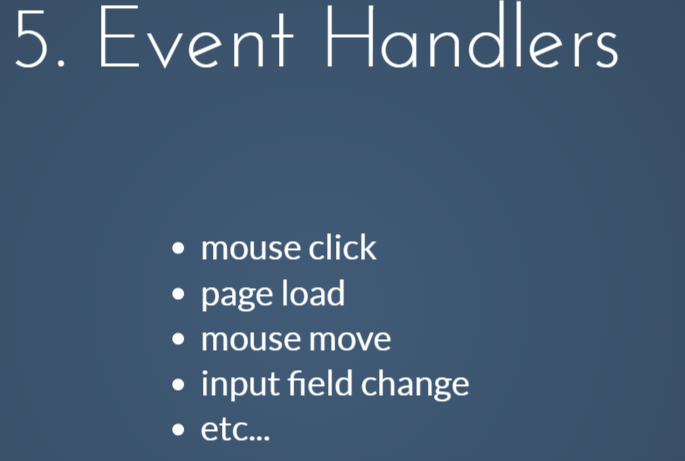 5. Event Handlers
• mouse click
• page load
• mouse move
• input field change
• etc...